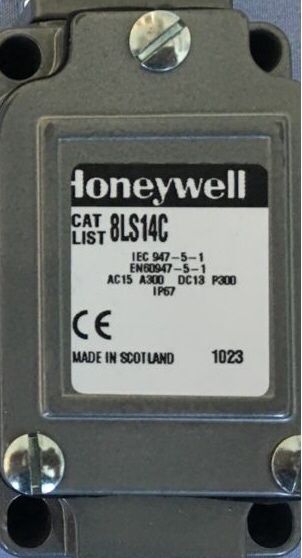 Honeywell
CAT
LIST 8LS14C
IEC 947-5-1
EN60947-5-1
AC15 A300 DC13 P300
IP67
CE
MADE IN SCOTLAND 1023